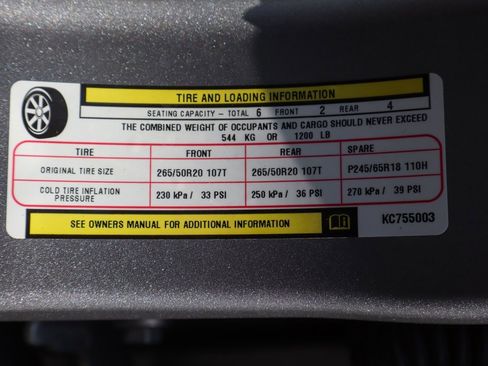 TIRE AND LOADING INFORMATION
SEATING CAPACITY - TOTAL 6 FRONT 2 REAR 4
THE COMBINED WEIGHT OF OCCUPANTS AND CARGO SHOULD NEVER EXCEED
544 KG OR 1200 LB
TIRE FRONT REAR SPARE
ORIGINAL TIRE SIZE 265/50R20 107T 265/50R20 107T P245/65R18 110H
COLD TIRE INFLATION PRESSURE 230 kPa / 33 PSI 250 kPa / 36 PSI 270 kPa / 39 PSI
SEE OWNERS MANUAL FOR ADDITIONAL INFORMATION KC755003